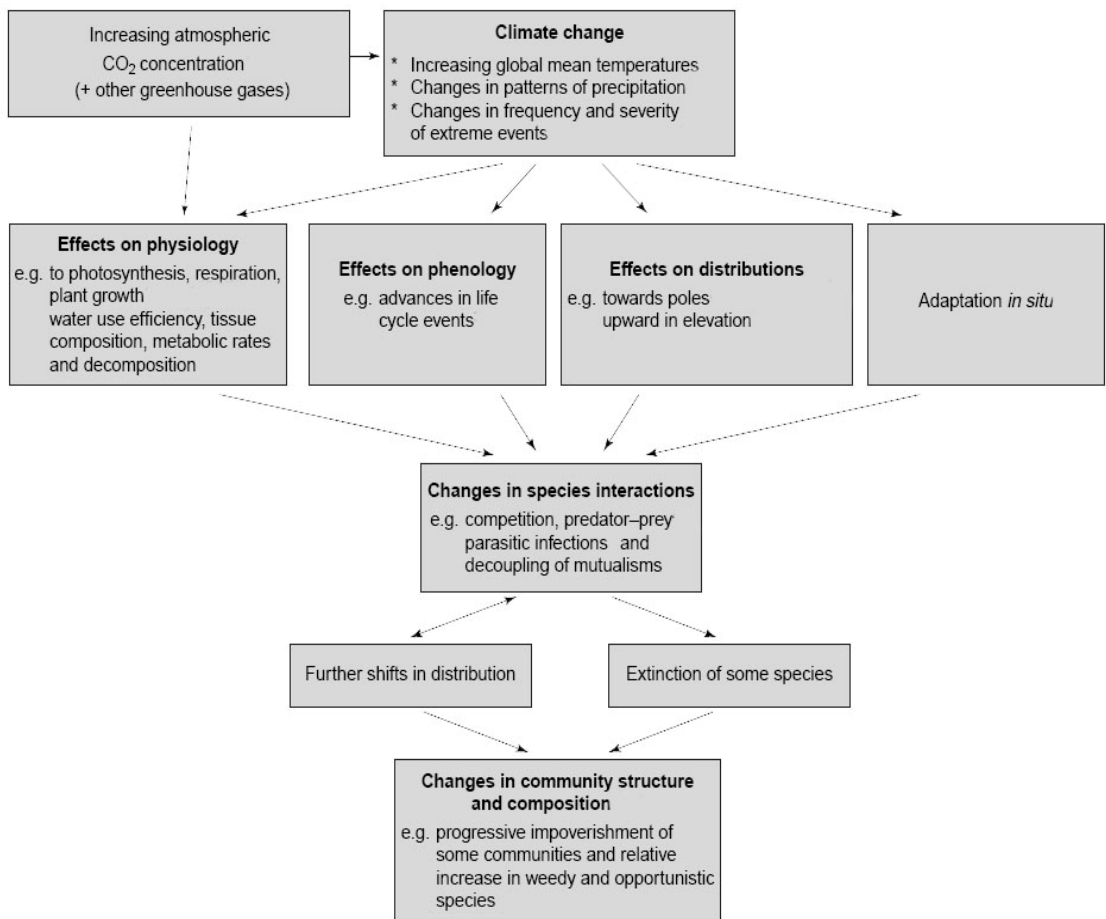 Increasing atmospheric
CO₂ concentration
(+ other greenhouse gases)
Climate change
* Increasing global mean temperatures
* Changes in patterns of precipitation
* Changes in frequency and severity
of extreme events
Effects on physiology
e.g. to photosynthesis, respiration,
plant growth
water use efficiency, tissue
composition, metabolic rates
and decomposition
Effects on phenology
e.g. advances in life
cycle events
Effects on distributions
e.g. towards poles
upward in elevation
Adaptation in situ
Changes in species interactions
e.g. competition, predator–prey
parasitic infections and
decoupling of mutualisms
Further shifts in distribution
Extinction of some species
Changes in community structure
and composition
e.g. progressive impoverishment of
some communities and relative
increase in weedy and opportunistic
species